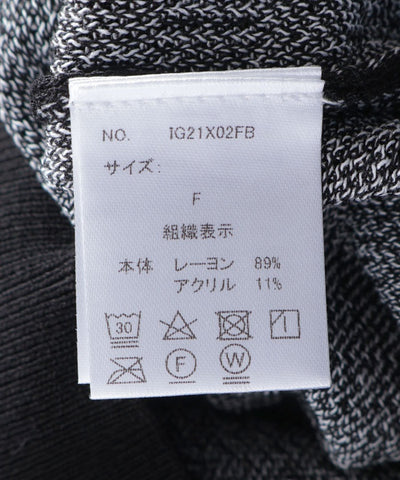 NO. IG21X02FB
サイズ:
F
組織表示
本体 レーヨン 89%
アクリル 11%
30
F W